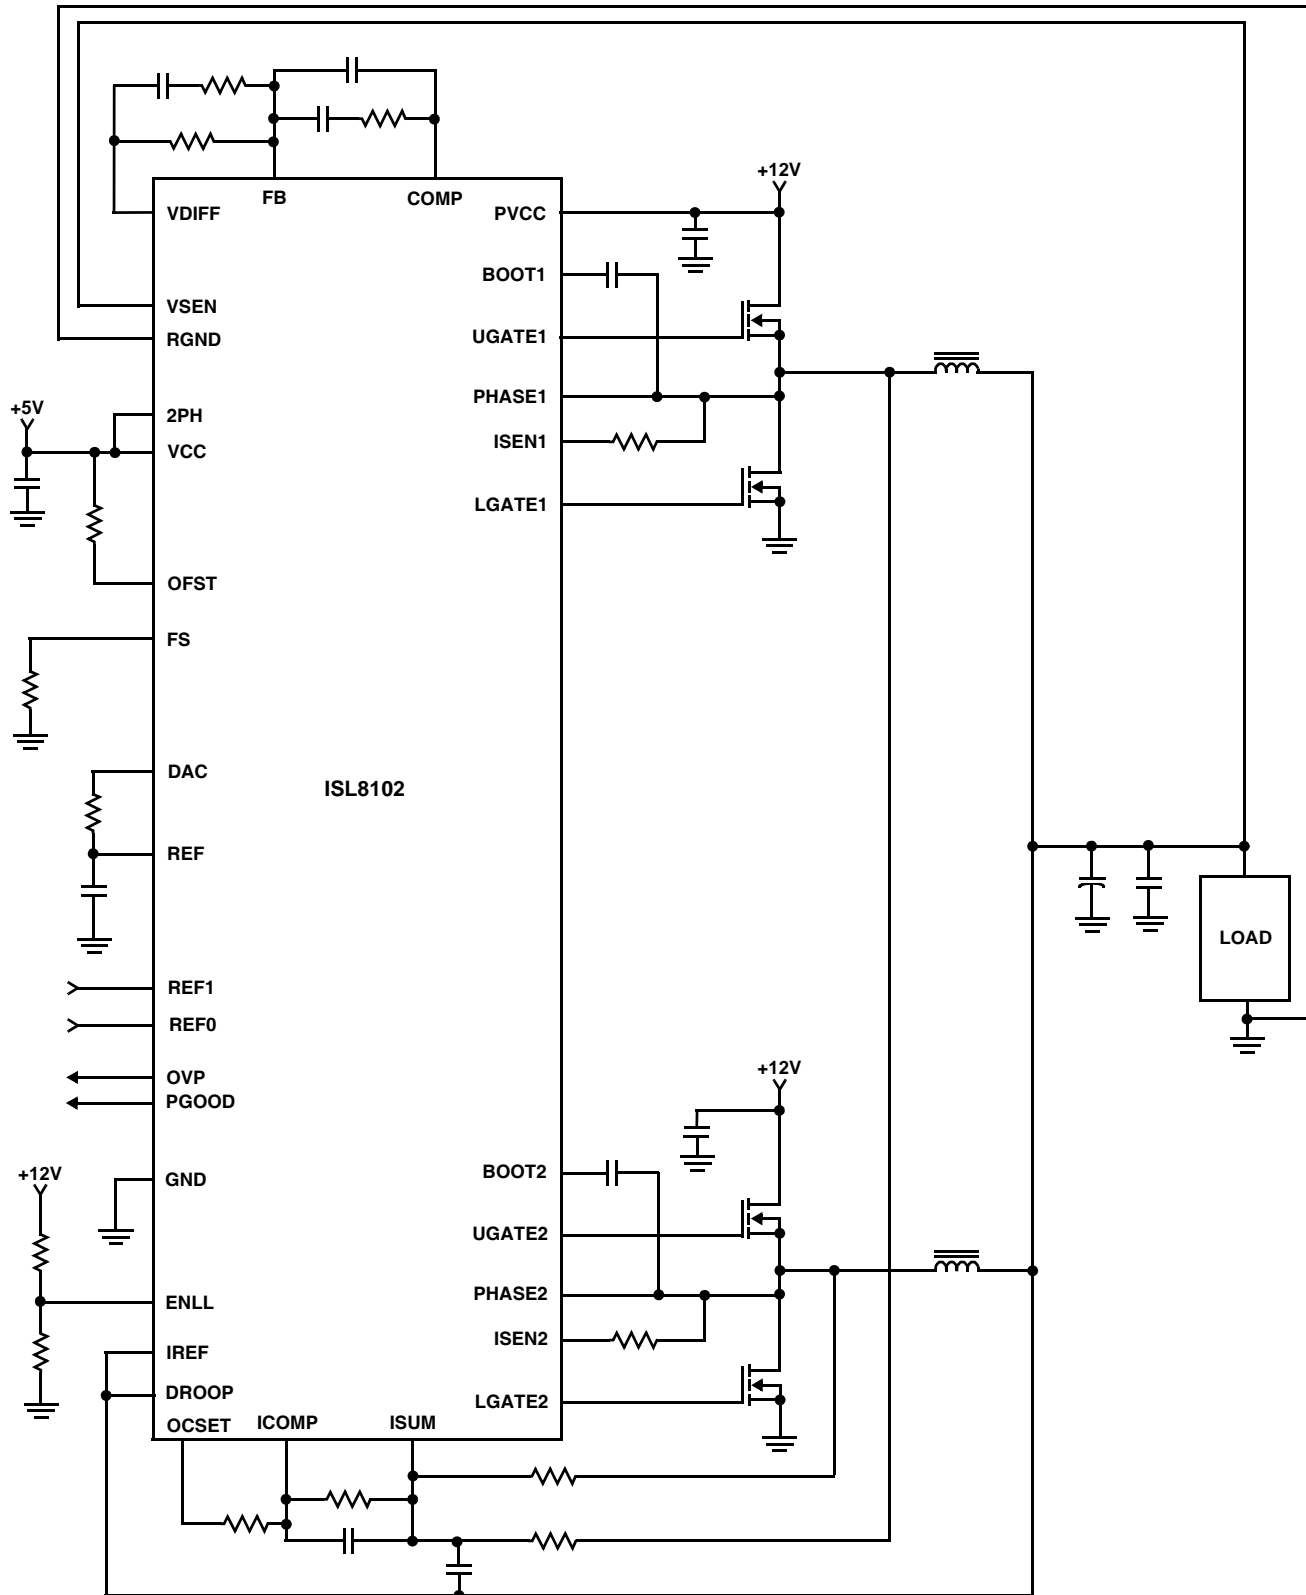 FB
COMP
+12V
VDIFF
PVCC
BOOT1
VSEN
RGND
UGATE1
PHASE1
+5V
2PH
VCC
ISEN1
LGATE1
OFST
FS
DAC
ISL8102
REF
LOAD
REF1
REF0
OVP
PGOOD
+12V
+12V
GND
BOOT2
UGATE2
ENLL
PHASE2
ISEN2
IREF
DROOP
LGATE2
OCSET
ICOMP
ISUM